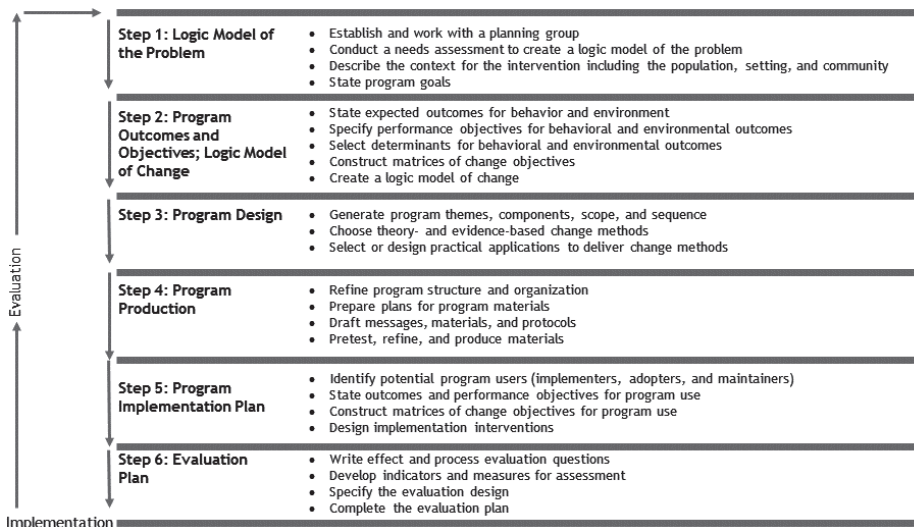 Step 1: Logic Model of
the Problem
• Establish and work with a planning group
• Conduct a needs assessment to create a logic model of the problem
• Describe the context for the intervention including the population, setting, and community
• State program goals
Step 2: Program
Outcomes and
Objectives; Logic Model
of Change
• State expected outcomes for behavior and environment
• Specify performance objectives for behavioral and environmental outcomes
• Select determinants for behavioral and environmental outcomes
• Construct matrices of change objectives
• Create a logic model of change
Step 3: Program Design
• Generate program themes, components, scope, and sequence
• Choose theory- and evidence-based change methods
• Select or design practical applications to deliver change methods
Step 4: Program
Production
• Refine program structure and organization
• Prepare plans for program materials
• Draft messages, materials, and protocols
• Pretest, refine, and produce materials
Step 5: Program
Implementation Plan
• Identify potential program users (implementers, adopters, and maintainers)
• State outcomes and performance objectives for program use
• Construct matrices of change objectives for program use
• Design implementation interventions
Step 6: Evaluation
Plan
• Write effect and process evaluation questions
• Develop indicators and measures for assessment
• Specify the evaluation design
• Complete the evaluation plan
Evaluation
Implementation